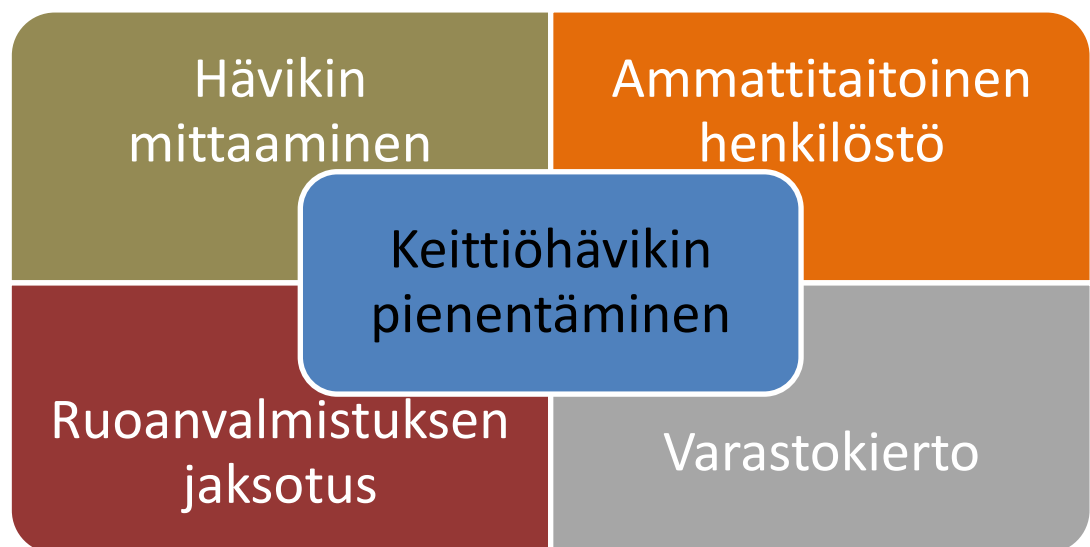 Hävikin
mittaaminen
Ammattitaitoinen
henkilöstö
Keittiöhävikin
pienentäminen
Ruoanvalmistuksen
jaksotus
Varastokierto